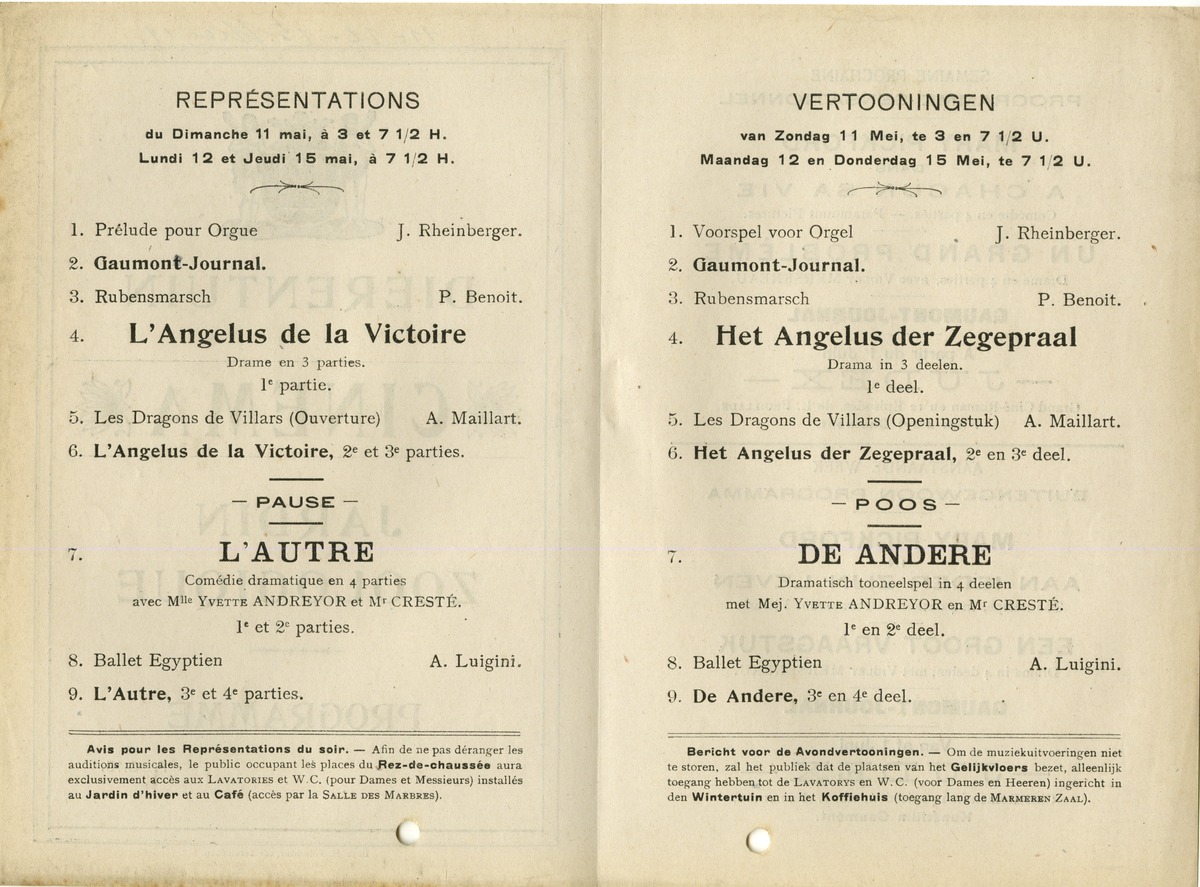 REPRÉSENTATIONS
du Dimanche 11 mai, à 3 et 7 1/2 H.
Lundi 12 et Jeudi 15 mai, à 7 1/2 H.
1. Prélude pour Orgue J. Rheinberger.
2. Gaumont-Journal.
3. Rubensmarsch P. Benoit.
4. L'Angelus de la Victoire
Drame en 3 parties.
1e partie.
5. Les Dragons de Villars (Ouverture) A. Maillart.
6. L'Angelus de la Victoire, 2e et 3e parties.
— PAUSE —
7. L'AUTRE
Comédie dramatique en 4 parties
avec Mlle YVETTE ANDREYOR et Mr CRESTÉ.
1e et 2e parties.
8. Ballet Egyptien A. Luigini.
9. L'Autre, 3e et 4e parties.
Avis pour les Représentations du soir. — Afin de ne pas déranger les
auditions musicales, le public occupant les places du Rez-de-chaussée aura
exclusivement accès aux LAVATORIES et W.C. (pour Dames et Messieurs) installés
au Jardin d'hiver et au Café (accès par la SALLE DES MARBRES).
VERTOONINGEN
van Zondag 11 Mei, te 3 en 7 1/2 U.
Maandag 12 en Donderdag 15 Mei, te 7 1/2 U.
1. Voorspel voor Orgel J. Rheinberger.
2. Gaumont-Journal.
3. Rubensmarsch P. Benoit.
4. Het Angelus der Zegepraal
Drama in 3 deelen.
1e deel.
5. Les Dragons de Villars (Openingstuk) A. Maillart.
6. Het Angelus der Zegepraal, 2e en 3e deel.
— POOS —
7. DE ANDERE
Dramatisch tooneelspel in 4 deelen
met Mej. YVETTE ANDREYOR en Mr CRESTÉ.
1e en 2e deel.
8. Ballet Egyptien A. Luigini.
9. De Andere, 3e en 4e deel.
Bericht voor de Avondvertooningen. — Om de muziekuitvoeringen niet
te storen, zal het publiek dat de plaatsen van het Gelijkvloers bezet, alleenlijk
toegang hebben tot de LAVATORYS en W.C. (voor Dames en Heeren) ingericht in
den Wintertuin en in het Koffiehuis (toegang lang de MARMEREN ZAAL).